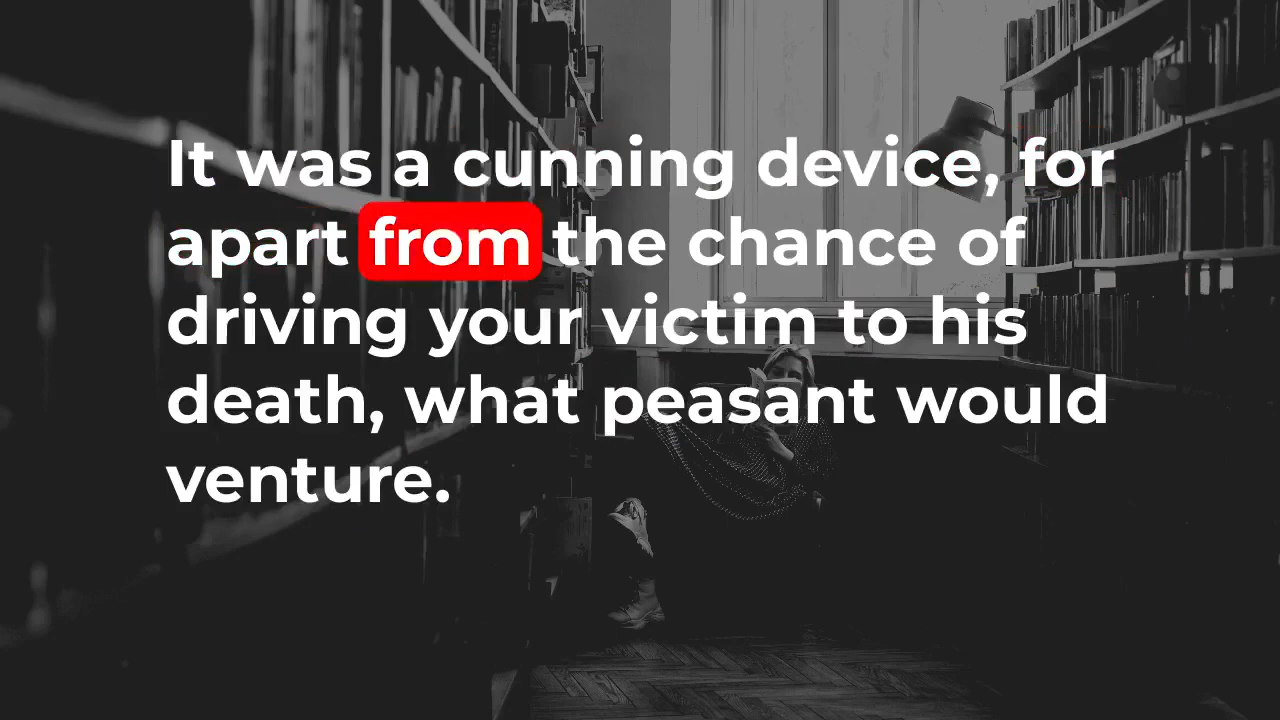 It was a cunning device, for
apart from the chance of
driving your victim to his
death, what peasant would
venture.